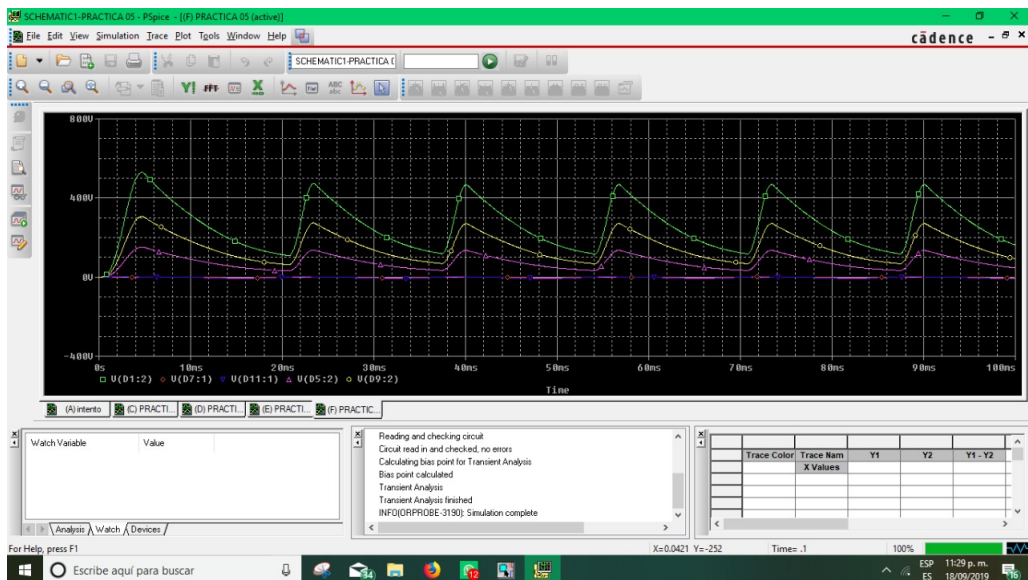 SCHEMATIC1-PRACTICA 05 - PSpice - [(F) PRACTICA 05 (active)]
File Edit View Simulation Trace Plot Tools Window Help
cādence
SCHEMATIC1-PRACTICA (
800V
400V
0V
-400V
0s 10ms 20ms 30ms 40ms 50ms 60ms 70ms 80ms 90ms 100ms
V(D1:2) V(D7:1) V(D11:1) V(D5:2) V(D9:2)
Time
(A) intento (C) PRACTI... (D) PRACTI... (E) PRACTI... (F) PRACTIC...
Watch Variable Value
Analysis Watch Devices
Reading and checking circuit
Circuit read in and checked, no errors
Calculating bias point for Transient Analysis
Bias point calculated
Transient Analysis
Transient Analysis finished
INFO(ORPROBE-3190): Simulation complete
Trace Color Trace Nam Y1 Y2 Y1 - Y2
X Values
For Help, press F1
X=0.0421 Y=-252 Time= .1 100%
Escribe aquí para buscar
34
12
ESP 11:29 p. m.
ES 18/09/2019
16